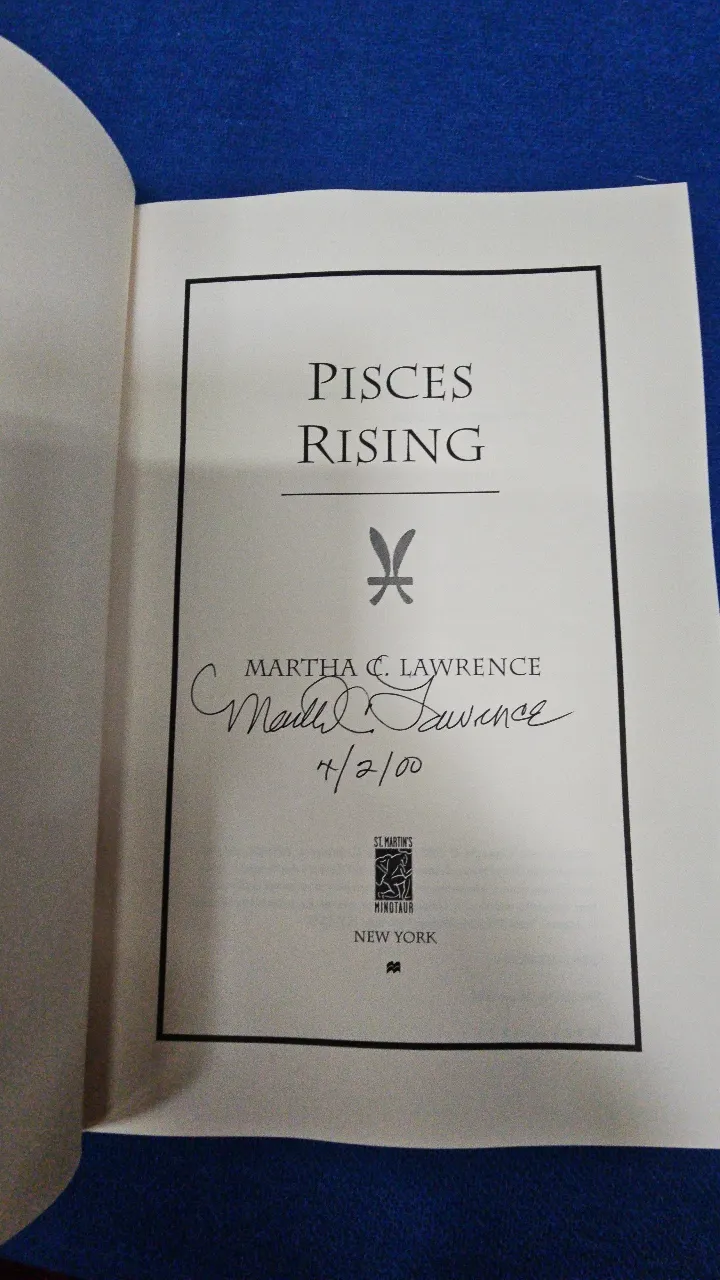 PISCES
RISING
MARTHA C. LAWRENCE
Martha C. Lawrence
4/2/00
ST. MARTIN'S
MINOTAUR
NEW YORK